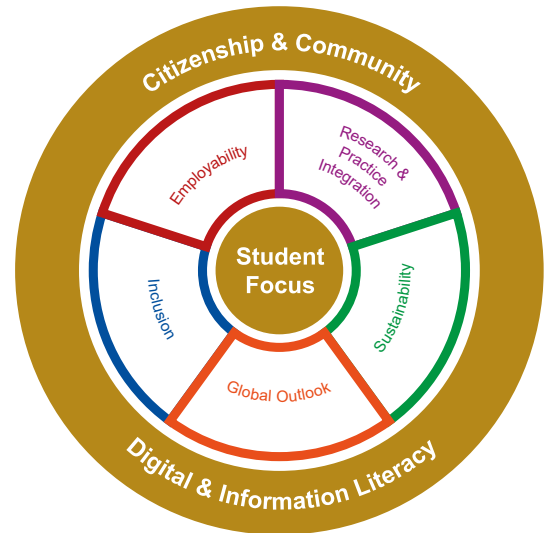 Citizenship & Community
Employability
Research &
Practice
Integration
Student
Focus
Inclusion
Sustainability
Global Outlook
Digital & Information Literacy